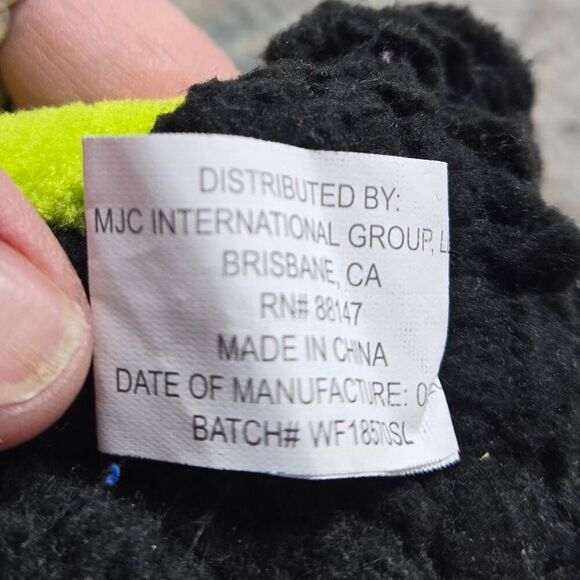 DISTRIBUTED BY:
MJC INTERNATIONAL GROUP,
BRISBANE, CA
RN# 88147
MADE IN CHINA
DATE OF MANUFACTURE:
BATCH# WF18570SL